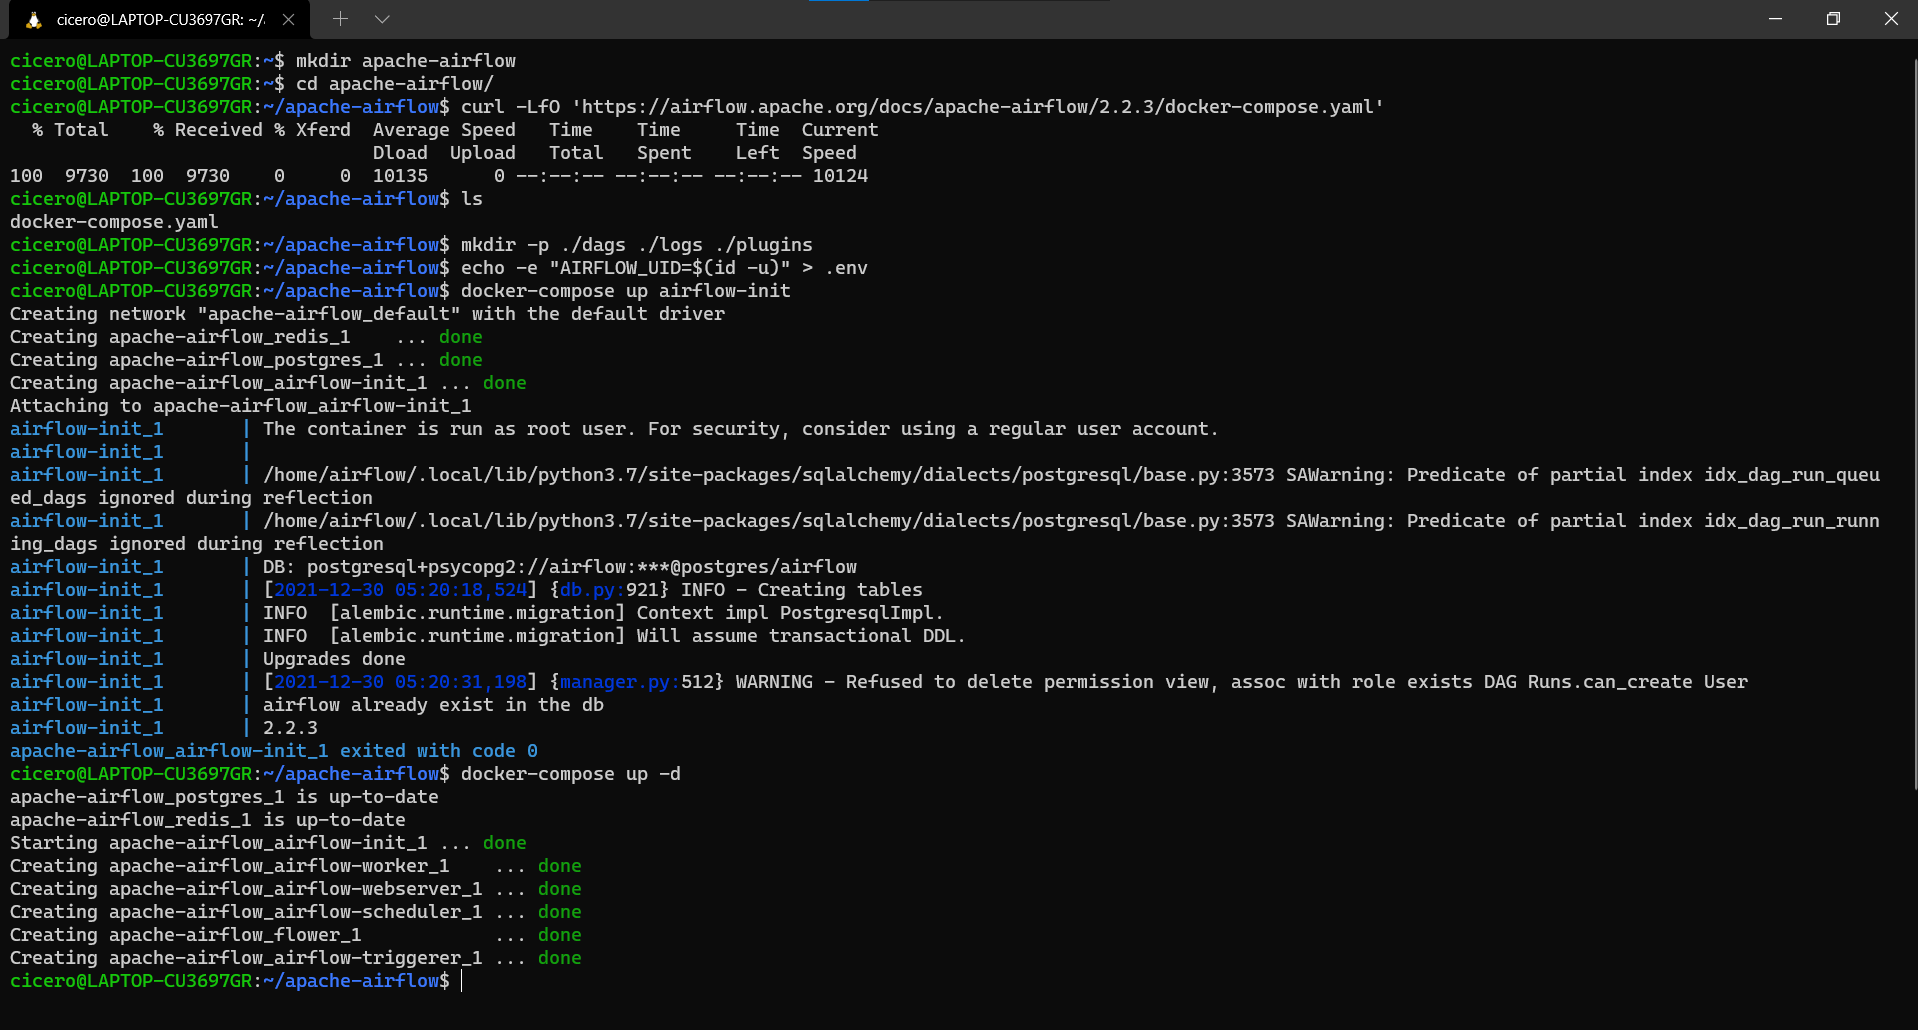 cicero@LAPTOP-CU3697GR: ~/.
cicero@LAPTOP-CU3697GR:~$ mkdir apache-airflow
cicero@LAPTOP-CU3697GR:~$ cd apache-airflow/
cicero@LAPTOP-CU3697GR:~/apache-airflow$ curl -LfO 'https://airflow.apache.org/docs/apache-airflow/2.2.3/docker-compose.yaml'
  % Total    % Received % Xferd  Average Speed   Time    Time     Time  Current
                                 Dload  Upload   Total   Spent    Left  Speed
100  9730  100  9730    0     0  10135      0 --:--:-- --:--:-- --:--:-- 10124
cicero@LAPTOP-CU3697GR:~/apache-airflow$ ls
docker-compose.yaml
cicero@LAPTOP-CU3697GR:~/apache-airflow$ mkdir -p ./dags ./logs ./plugins
cicero@LAPTOP-CU3697GR:~/apache-airflow$ echo -e "AIRFLOW_UID=$(id -u)" > .env
cicero@LAPTOP-CU3697GR:~/apache-airflow$ docker-compose up airflow-init
Creating network "apache-airflow_default" with the default driver
Creating apache-airflow_redis_1    ... done
Creating apache-airflow_postgres_1 ... done
Creating apache-airflow_airflow-init_1 ... done
Attaching to apache-airflow_airflow-init_1
airflow-init_1       | The container is run as root user. For security, consider using a regular user account.
airflow-init_1       |
airflow-init_1       | /home/airflow/.local/lib/python3.7/site-packages/sqlalchemy/dialects/postgresql/base.py:3573 SAWarning: Predicate of partial index idx_dag_run_queu
ed_dags ignored during reflection
airflow-init_1       | /home/airflow/.local/lib/python3.7/site-packages/sqlalchemy/dialects/postgresql/base.py:3573 SAWarning: Predicate of partial index idx_dag_run_runn
ing_dags ignored during reflection
airflow-init_1       | DB: postgresql+psycopg2://airflow:***@postgres/airflow
airflow-init_1       | [2021-12-30 05:20:18,524] {db.py:921} INFO - Creating tables
airflow-init_1       | INFO  [alembic.runtime.migration] Context impl PostgresqlImpl.
airflow-init_1       | INFO  [alembic.runtime.migration] Will assume transactional DDL.
airflow-init_1       | Upgrades done
airflow-init_1       | [2021-12-30 05:20:31,198] {manager.py:512} WARNING - Refused to delete permission view, assoc with role exists DAG Runs.can_create User
airflow-init_1       | airflow already exist in the db
airflow-init_1       | 2.2.3
apache-airflow_airflow-init_1 exited with code 0
cicero@LAPTOP-CU3697GR:~/apache-airflow$ docker-compose up -d
apache-airflow_postgres_1 is up-to-date
apache-airflow_redis_1 is up-to-date
Starting apache-airflow_airflow-init_1 ... done
Creating apache-airflow_airflow-worker_1    ... done
Creating apache-airflow_airflow-webserver_1 ... done
Creating apache-airflow_airflow-scheduler_1 ... done
Creating apache-airflow_flower_1            ... done
Creating apache-airflow_airflow-triggerer_1 ... done
cicero@LAPTOP-CU3697GR:~/apache-airflow$